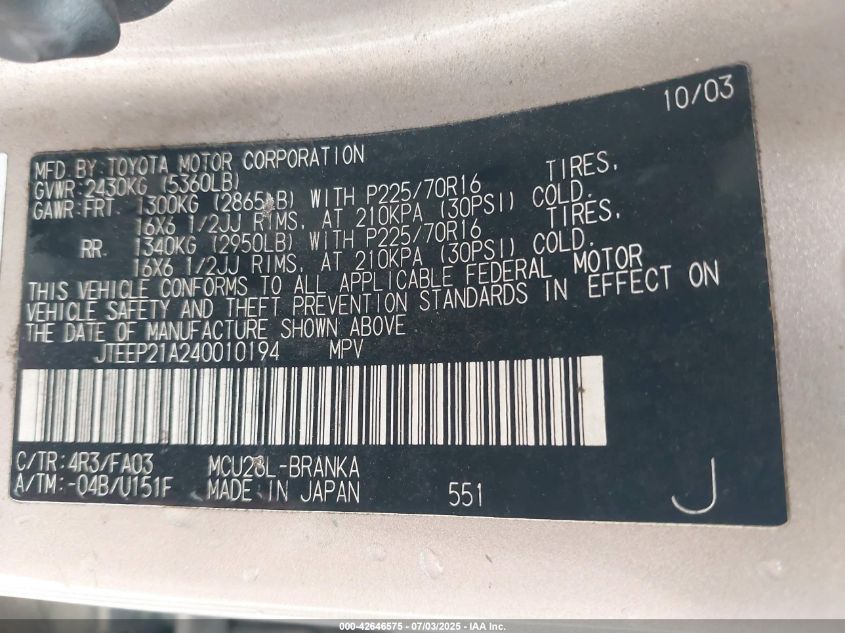 10/03
MFD. BY: TOYOTA MOTOR CORPORATION
GVWR: 2430KG (5360LB)
GAWR: FRT. 1300KG (2865LB) WITH P225/70R16 TIRES,
16X6 1/2JJ RIMS, AT 210KPA (30PSI) COLD.
RR. 1340KG (2950LB) WITH P225/70R16 TIRES,
16X6 1/2JJ RIMS, AT 210KPA (30PSI) COLD.
THIS VEHICLE CONFORMS TO ALL APPLICABLE FEDERAL MOTOR
VEHICLE SAFETY AND THEFT PREVENTION STANDARDS IN EFFECT ON
THE DATE OF MANUFACTURE SHOWN ABOVE
JTEEP21A240010194 MPV
C/TR: 4R3/FA03 MCU28L-BRANKA
A/TM: -04B/U151F MADE IN JAPAN 551 J
000-42646575 - 07/03/2025 - IAA Inc.